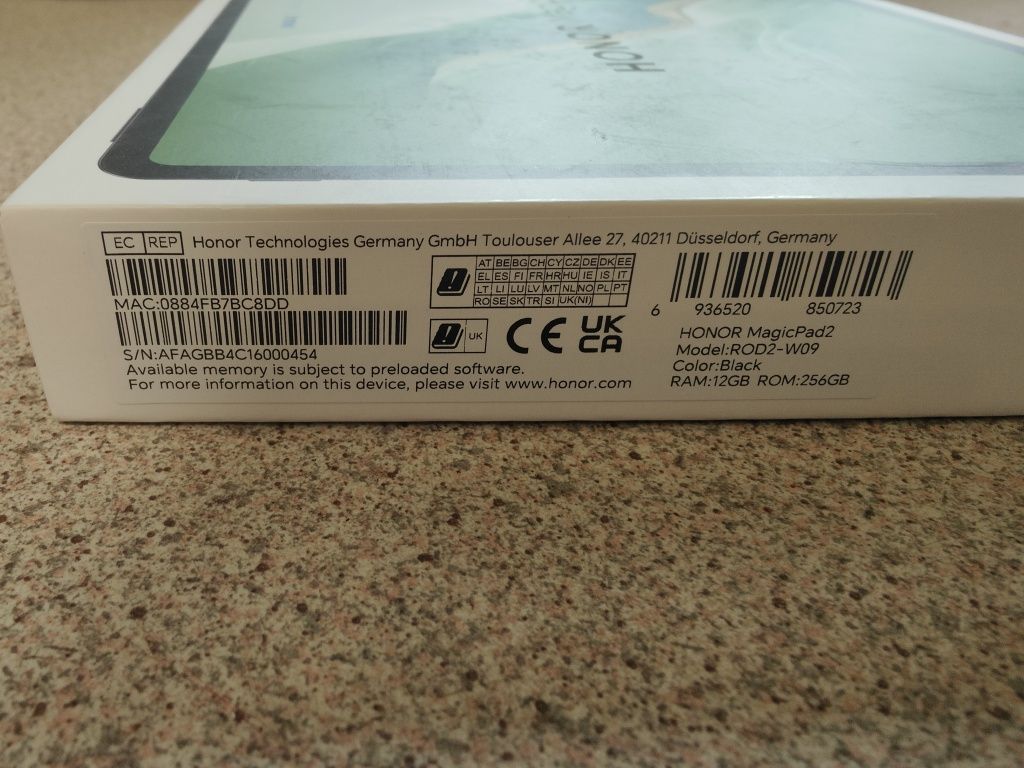 HONOR
EC REP Honor Technologies Germany GmbH Toulouser Allee 27, 40211 Düsseldorf, Germany
MAC:0884FB7BC8DD
S/N:AFAGBB4C16000454
Available memory is subject to preloaded software.
For more information on this device, please visit www.honor.com
AT BE BG CH CY CZ DE DK EE
EL ES FI FR HR HU IE IS IT
LT LI LU LV MT NL NO PL PT
RO SE SK TR SI UK(NI)
UK
CE
UK
CA
6 936520 850723
HONOR MagicPad2
Model:ROD2-W09
Color:Black
RAM:12GB ROM:256GB